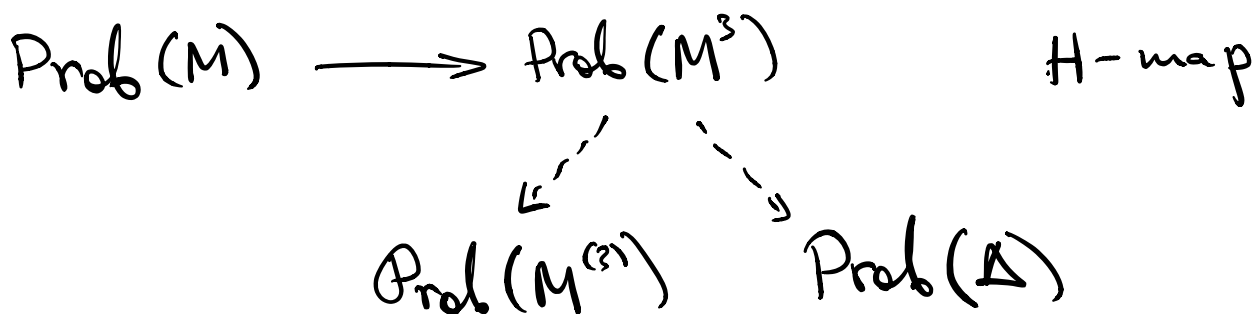 Prob(M) ⟶ Prob(M³) H-map
Prob(M⁽³⁾) Prob(Δ)